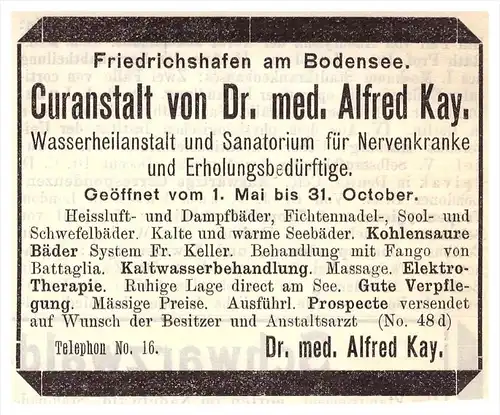 Friedrichshafen am Bodensee.
Curanstalt von Dr. med. Alfred Kay.
Wasserheilanstalt und Sanatorium für Nervenkranke
und Erholungsbedürftige.
Geöffnet vom 1. Mai bis 31. October.
Heissluft- und Dampfbäder, Fichtennadel-, Sool- und
Schwefelbäder. Kalte und warme Seebäder. Kohlensaure
Bäder System Fr. Keller. Behandlung mit Fango von
Battaglia. Kaltwasserbehandlung. Massage. Elektro-
Therapie. Ruhige Lage direct am See. Gute Verpfle-
gung. Mässige Preise. Ausführl. Prospecte versendet
auf Wunsch der Besitzer und Anstaltsarzt (No. 48 d)
Telephon No. 16. Dr. med. Alfred Kay.
Schwarzwald